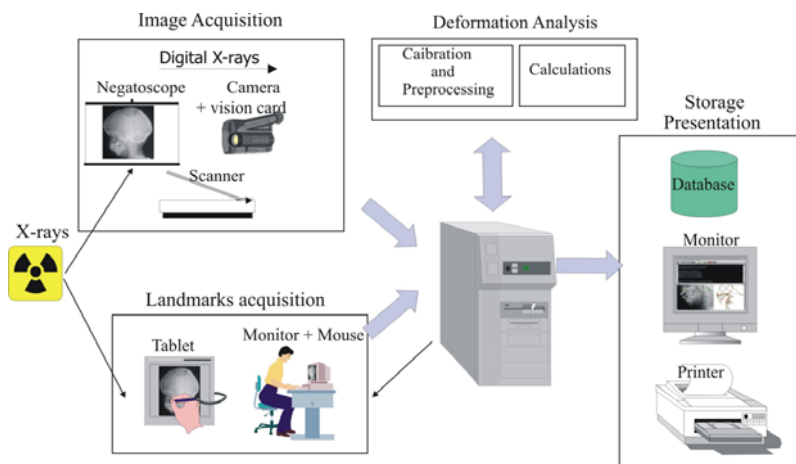 Image Acquisition
Digital X-rays
Negatoscope
Camera
+ vision card
Scanner
X-rays
Landmarks acquisition
Tablet
Monitor + Mouse
Deformation Analysis
Caibration
and
Preprocessing
Calculations
Storage
Presentation
Database
Monitor
Printer